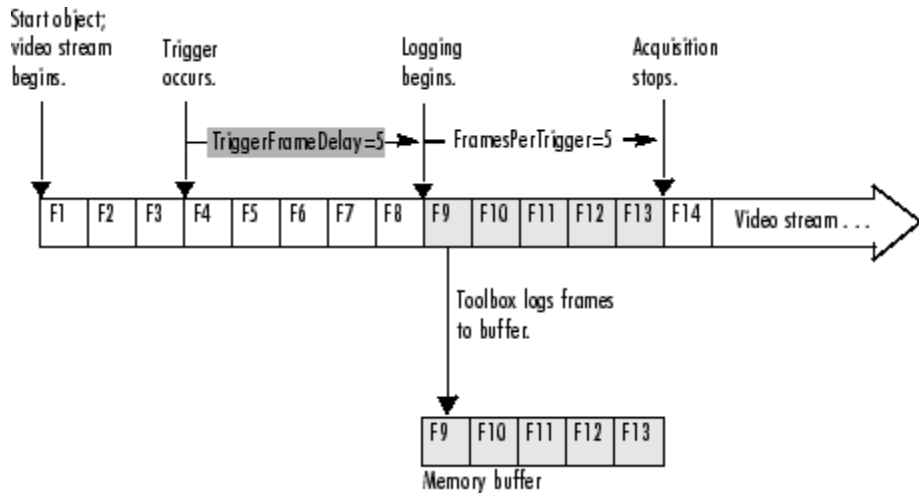 Start object;
video stream
begins.
Trigger
occurs.
Logging
begins.
Acquisition
stops.
TriggerFrameDelay=5
FramesPerTrigger=5
F1 F2 F3 F4 F5 F6 F7 F8 F9 F10 F11 F12 F13 F14 Video stream . . .
Toolbox logs frames
to buffer.
F9 F10 F11 F12 F13
Memory buffer